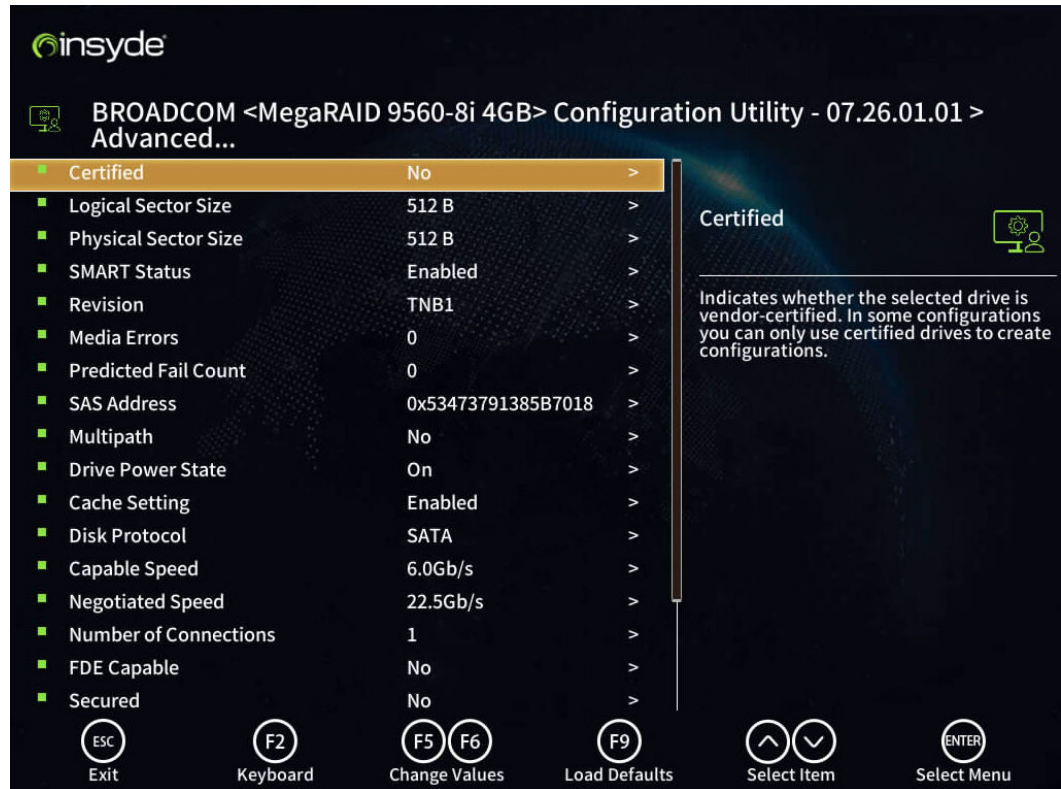 insyde
BROADCOM <MegaRAID 9560-8i 4GB> Configuration Utility - 07.26.01.01 >
Advanced...
Certified No >
Logical Sector Size 512 B >
Physical Sector Size 512 B >
SMART Status Enabled >
Revision TNB1 >
Media Errors 0 >
Predicted Fail Count 0 >
SAS Address 0x53473791385B7018 >
Multipath No >
Drive Power State On >
Cache Setting Enabled >
Disk Protocol SATA >
Capable Speed 6.0Gb/s >
Negotiated Speed 22.5Gb/s >
Number of Connections 1 >
FDE Capable No >
Secured No >
Certified
Indicates whether the selected drive is
vendor-certified. In some configurations
you can only use certified drives to create
configurations.
ESC F2 F5 F6 F9 ENTER
Exit Keyboard Change Values Load Defaults Select Item Select Menu